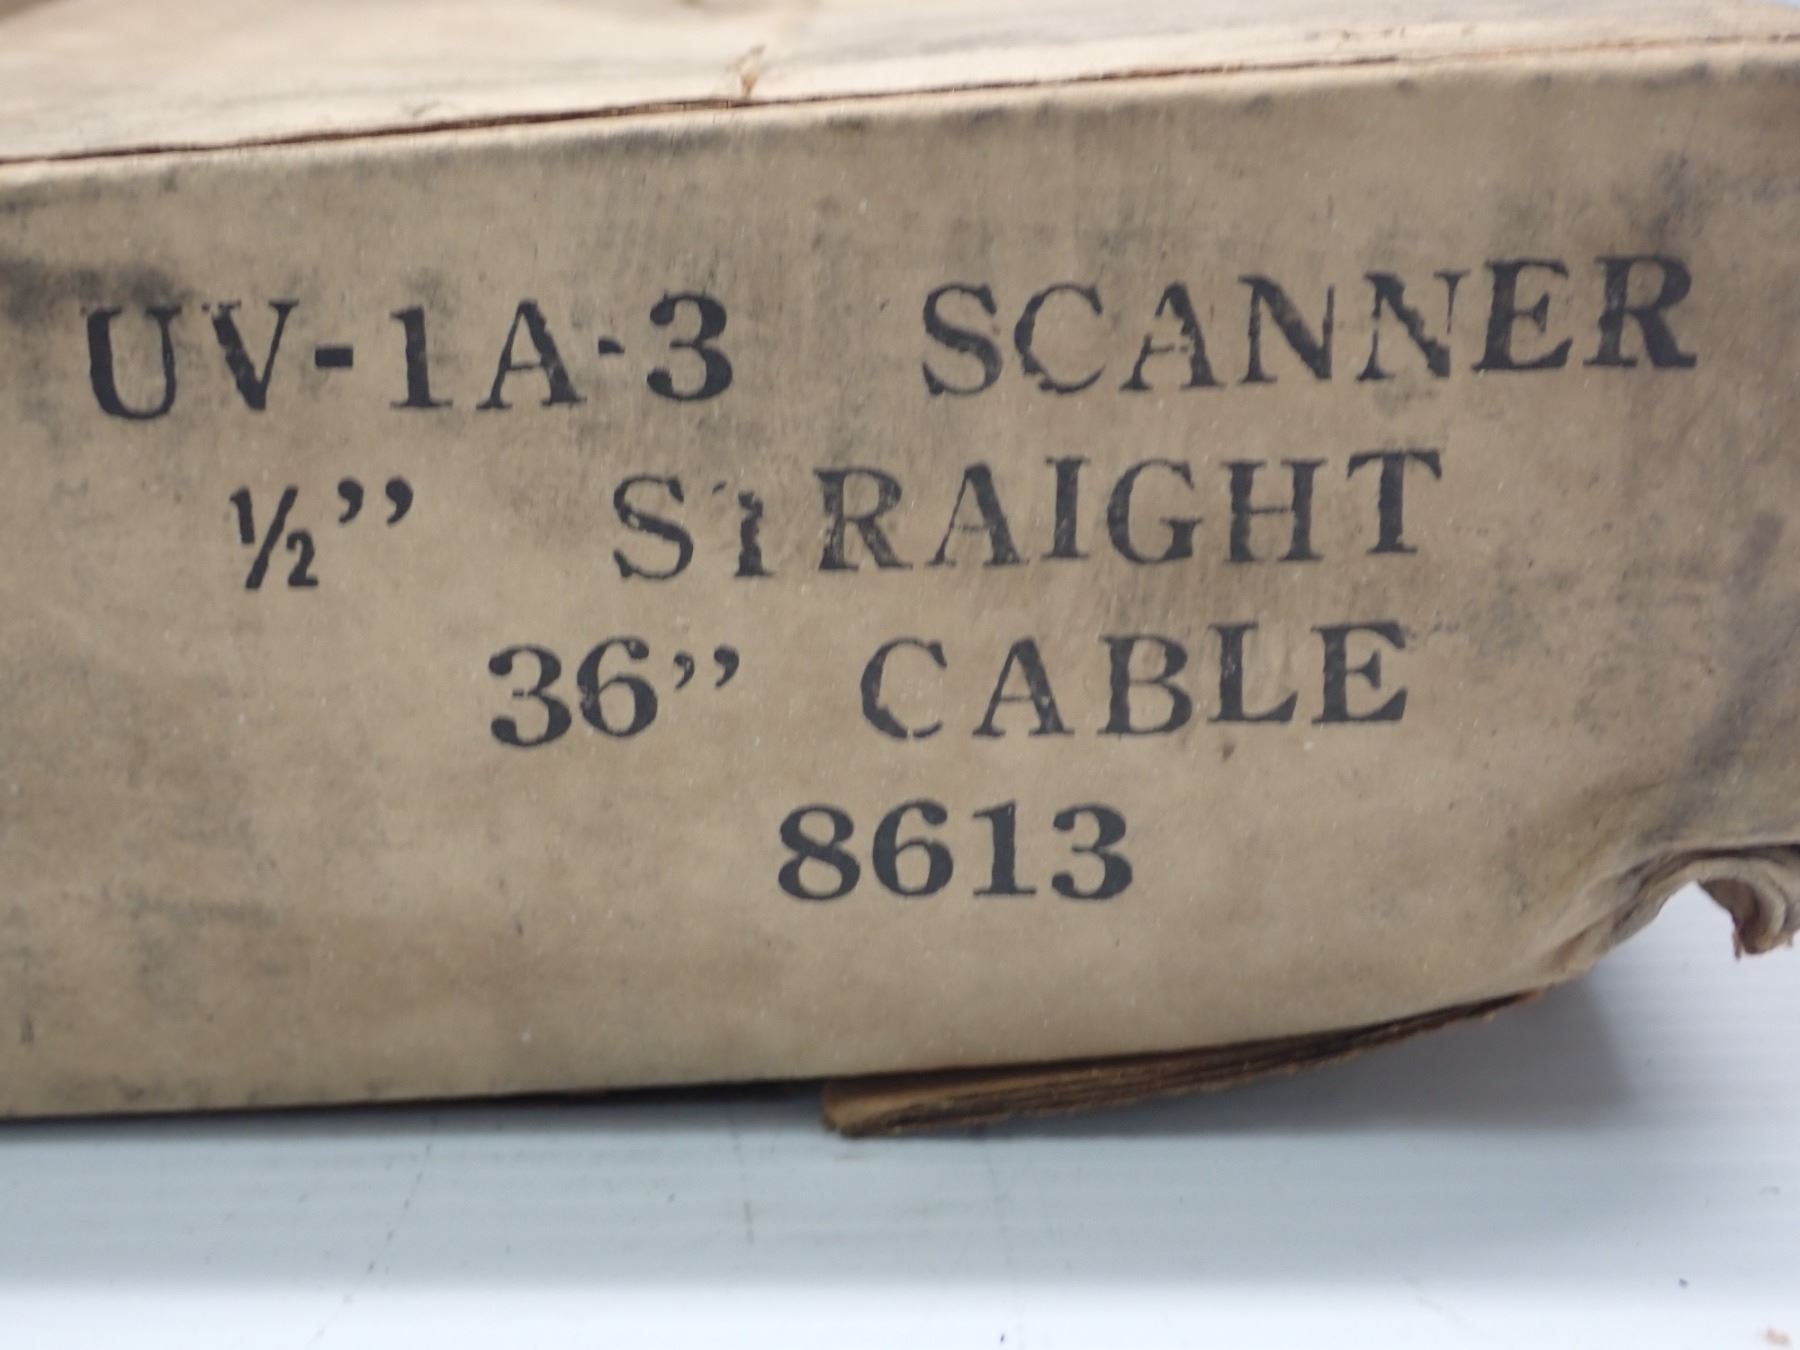 UV-1A-3 SCANNER
½” STRAIGHT
36” CABLE
8613